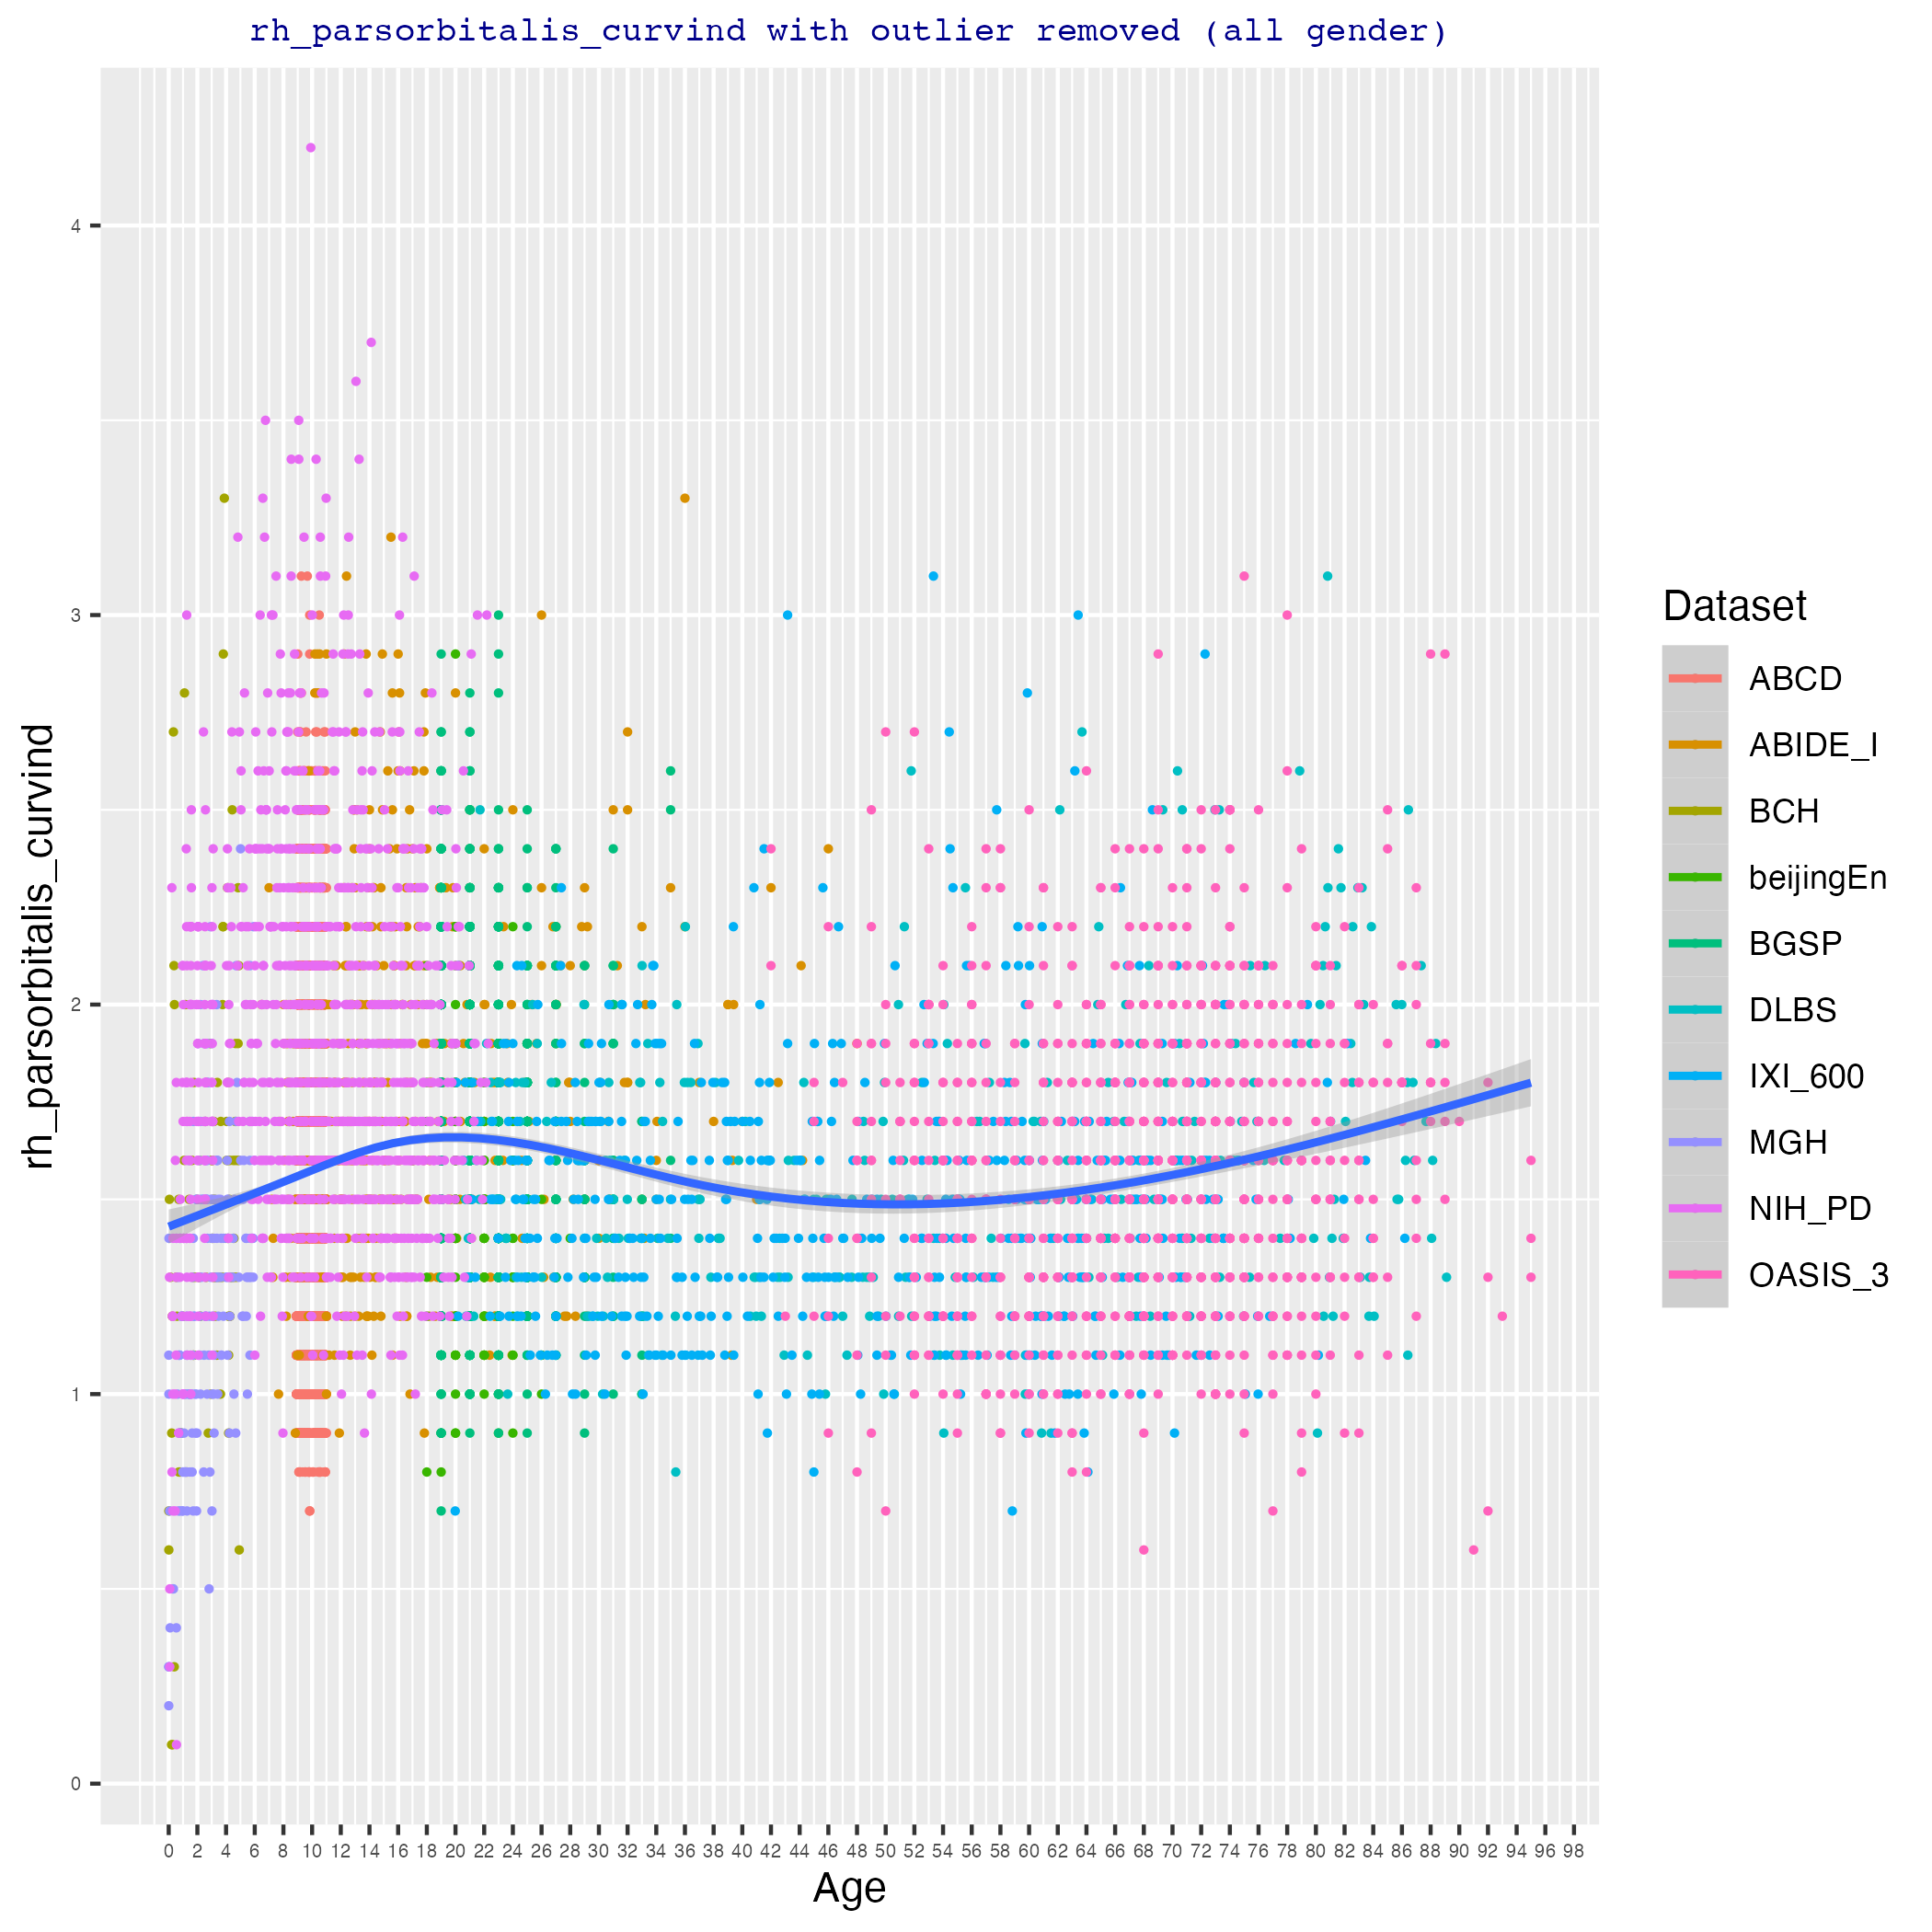 rh_parsorbitalis_curvind with outlier removed (all gender)
rh_parsorbitalis_curvind
4
3
2
1
0
0 2 4 6 8 10 12 14 16 18 20 22 24 26 28 30 32 34 36 38 40 42 44 46 48 50 52 54 56 58 60 62 64 66 68 70 72 74 76 78 80 82 84 86 88 90 92 94 96 98
Age
Dataset
ABCD
ABIDE_I
BCH
beijingEn
BGSP
DLBS
IXI_600
MGH
NIH_PD
OASIS_3